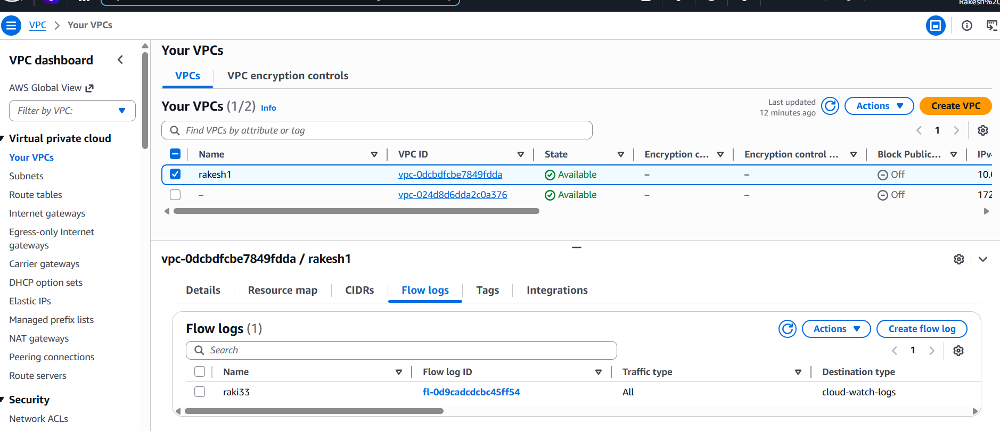 Rakesh%20
VPC > Your VPCs
VPC dashboard
AWS Global View
Filter by VPC:
Virtual private cloud
Your VPCs
Subnets
Route tables
Internet gateways
Egress-only Internet
gateways
Carrier gateways
DHCP option sets
Elastic IPs
Managed prefix lists
NAT gateways
Peering connections
Route servers
Security
Network ACLs
Your VPCs
VPCs VPC encryption controls
Your VPCs (1/2) Info
Last updated
12 minutes ago
Actions Create VPC
Find VPCs by attribute or tag
1
Name VPC ID State Encryption c... Encryption control ... Block Public...
rakesh1 vpc-0dcbdfcbe7849fdda Available – – Off 10.
– vpc-024d8d6dda2c0a376 Available – – Off 172
vpc-0dcbdfcbe7849fdda / rakesh1
Details Resource map CIDRs Flow logs Tags Integrations
Flow logs (1) Actions Create flow log
Search
1
Name Flow log ID Traffic type Destination type
raki33 fl-0d9cadcdcbc45ff54 All cloud-watch-logs